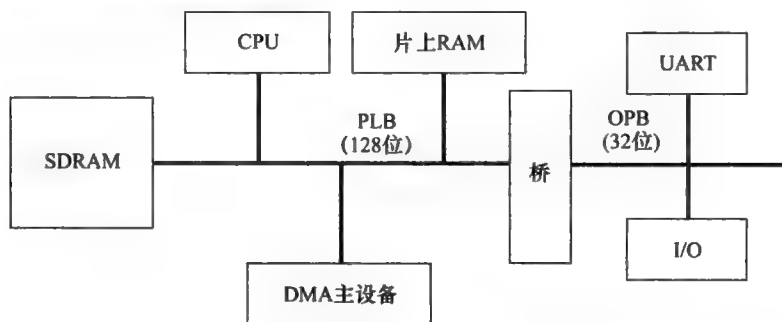 CPU
片上RAM
UART
SDRAM
PLB
(128位)
桥
OPB
(32位)
DMA主设备
I/O